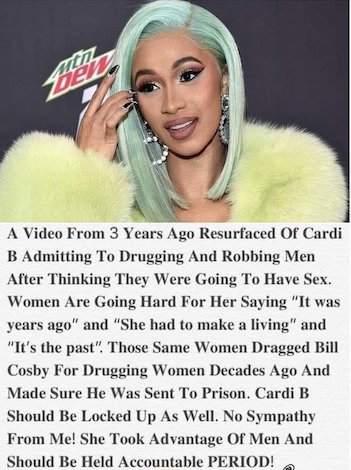 mtn
DEW
A Video From 3 Years Ago Resurfaced Of Cardi
B Admitting To Drugging And Robbing Men
After Thinking They Were Going To Have Sex.
Women Are Going Hard For Her Saying "It was
years ago" and "She had to make a living" and
"It's the past". Those Same Women Dragged Bill
Cosby For Drugging Women Decades Ago And
Made Sure He Was Sent To Prison. Cardi B
Should Be Locked Up As Well. No Sympathy
From Me! She Took Advantage Of Men And
Should Be Held Accountable PERIOD!